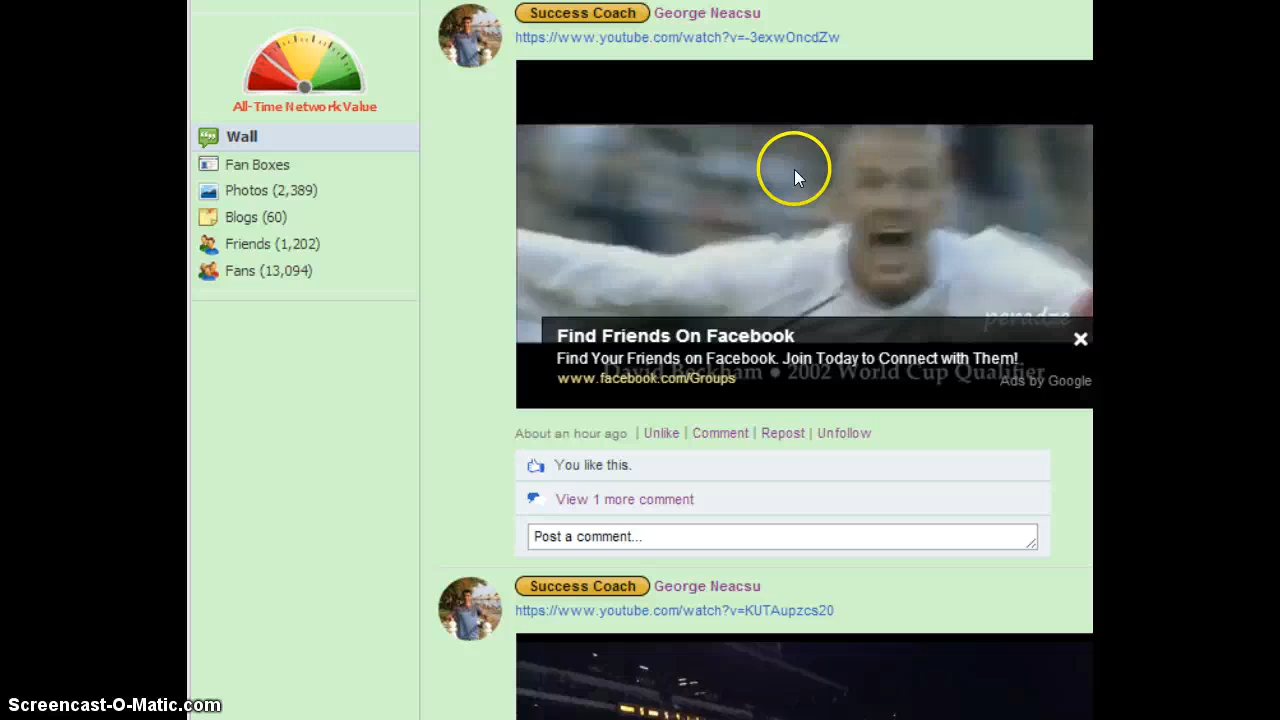 All-Time Network Value
Wall
Fan Boxes
Photos (2,389)
Blogs (60)
Friends (1,202)
Fans (13,094)
Success Coach George Neacsu
https://www.youtube.com/watch?v=-3exwOncdZw
peradze
Find Friends On Facebook
Find Your Friends on Facebook. Join Today to Connect with Them!
David Beckham • 2002 World Cup Qualifier
www.facebook.com/Groups
Ads by Google
About an hour ago | Unlike | Comment | Repost | Unfollow
You like this.
View 1 more comment
Post a comment...
Success Coach George Neacsu
https://www.youtube.com/watch?v=KUTAupzcs20
Screencast-O-Matic.com